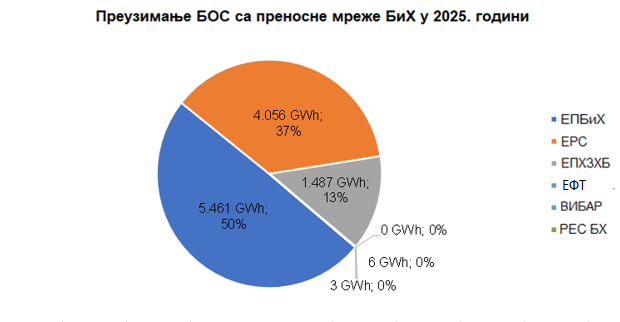 Преузимање БОС са преносне мреже БиХ у 2025. години
4.056 GWh;
37%
ЕПБиХ
ЕРС
ЕПХЗХБ
ЕФТ
ВИБАР
РЕС БХ
1.487 GWh;
13%
5.461 GWh;
50%
0 GWh; 0%
6 GWh; 0%
3 GWh; 0%